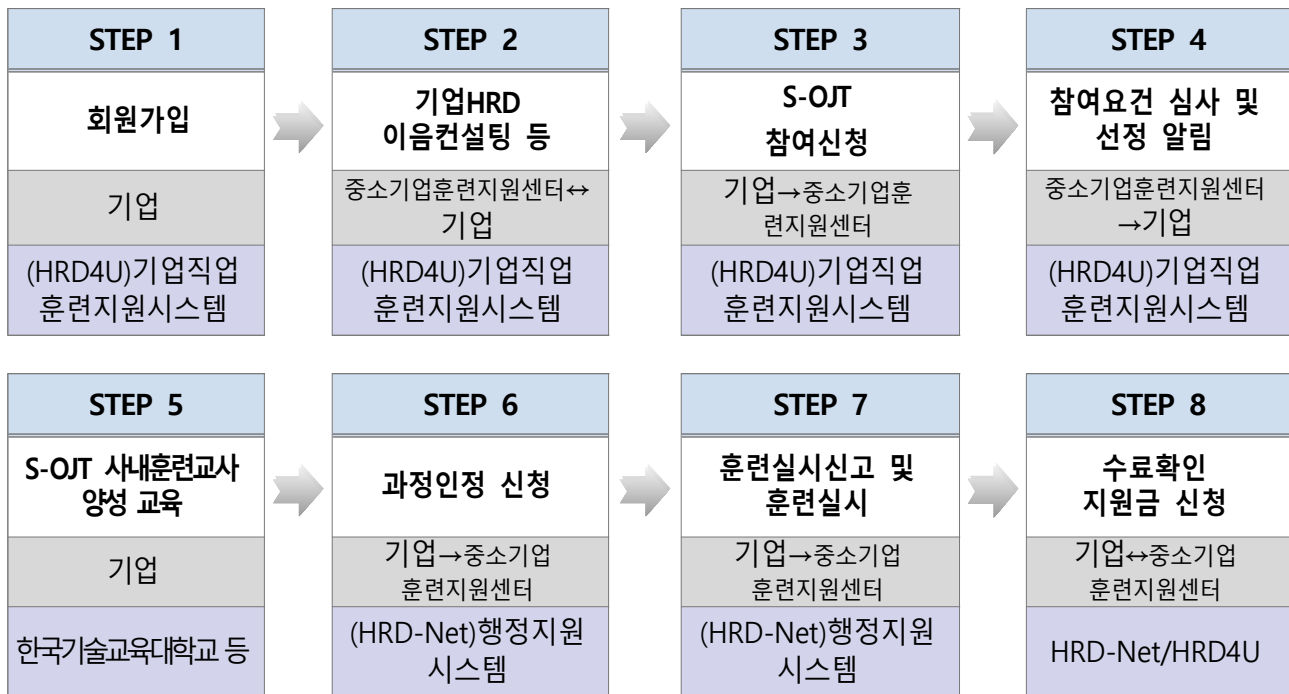 STEP 1
회원가입
기업
(HRD4U)기업직업
훈련지원시스템
STEP 2
기업HRD
이음컨설팅 등
중소기업훈련지원센터↔
기업
(HRD4U)기업직업
훈련지원시스템
STEP 3
S-OJT
참여신청
기업→중소기업훈
련지원센터
(HRD4U)기업직업
훈련지원시스템
STEP 4
참여요건 심사 및
선정 알림
중소기업훈련지원센터
→기업
(HRD4U)기업직업
훈련지원시스템
STEP 5
S-OJT 사내훈련교사
양성 교육
기업
한국기술교육대학교 등
STEP 6
과정인정 신청
기업→중소기업
훈련지원센터
(HRD-Net)행정지원
시스템
STEP 7
훈련실시신고 및
훈련실시
기업→중소기업
훈련지원센터
(HRD-Net)행정지원
시스템
STEP 8
수료확인
지원금 신청
기업↔중소기업
훈련지원센터
HRD-Net/HRD4U